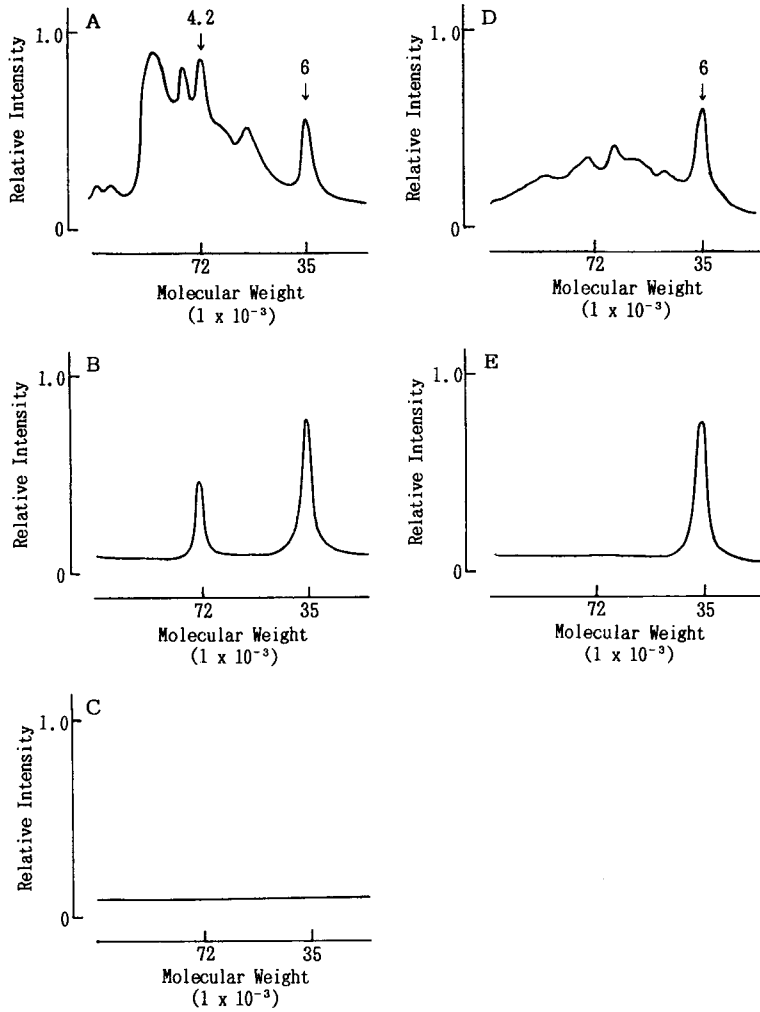 A
4.2
6
1.0
0
Relative Intensity
72
35
Molecular Weight
(1 x 10⁻³)
D
6
1.0
0
Relative Intensity
72
35
Molecular Weight
(1 x 10⁻³)
B
1.0
0
Relative Intensity
72
35
Molecular Weight
(1 x 10⁻³)
E
1.0
0
Relative Intensity
72
35
Molecular Weight
(1 x 10⁻³)
C
1.0
0
Relative Intensity
72
35
Molecular Weight
(1 x 10⁻³)